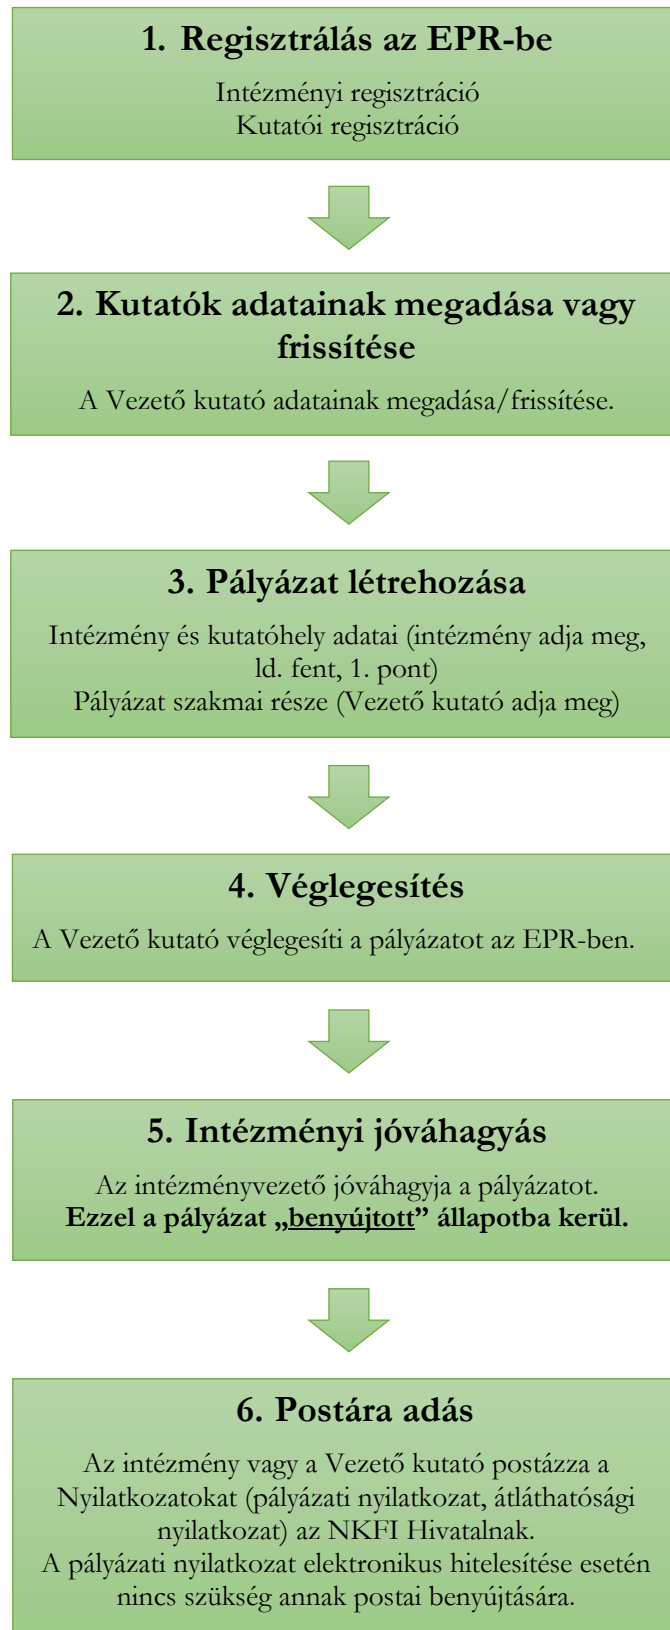 1. Regisztrálás az EPR-be
Intézményi regisztráció
Kutatói regisztráció
2. Kutatók adatainak megadása vagy
frissítése
A Vezető kutató adatainak megadása/frissítése.
3. Pályázat létrehozása
Intézmény és kutatóhely adatai (intézmény adja meg,
ld. fent, 1. pont)
Pályázat szakmai része (Vezető kutató adja meg)
4. Véglegesítés
A Vezető kutató véglegesíti a pályázatot az EPR-ben.
5. Intézményi jóváhagyás
Az intézményvezető jóváhagyja a pályázatot.
Ezzel a pályázat „benyújtott” állapotba kerül.
6. Postára adás
Az intézmény vagy a Vezető kutató postázza a
Nyilatkozatokat (pályázati nyilatkozat, átláthatósági
nyilatkozat) az NKFI Hivatalnak.
A pályázati nyilatkozat elektronikus hitelesítése esetén
nincs szükség annak postai benyújtására.